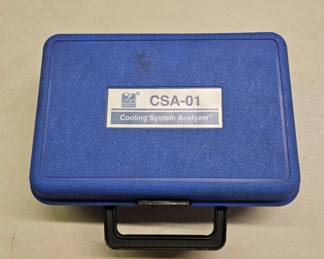 CSA-01
Cooling System Analyzer